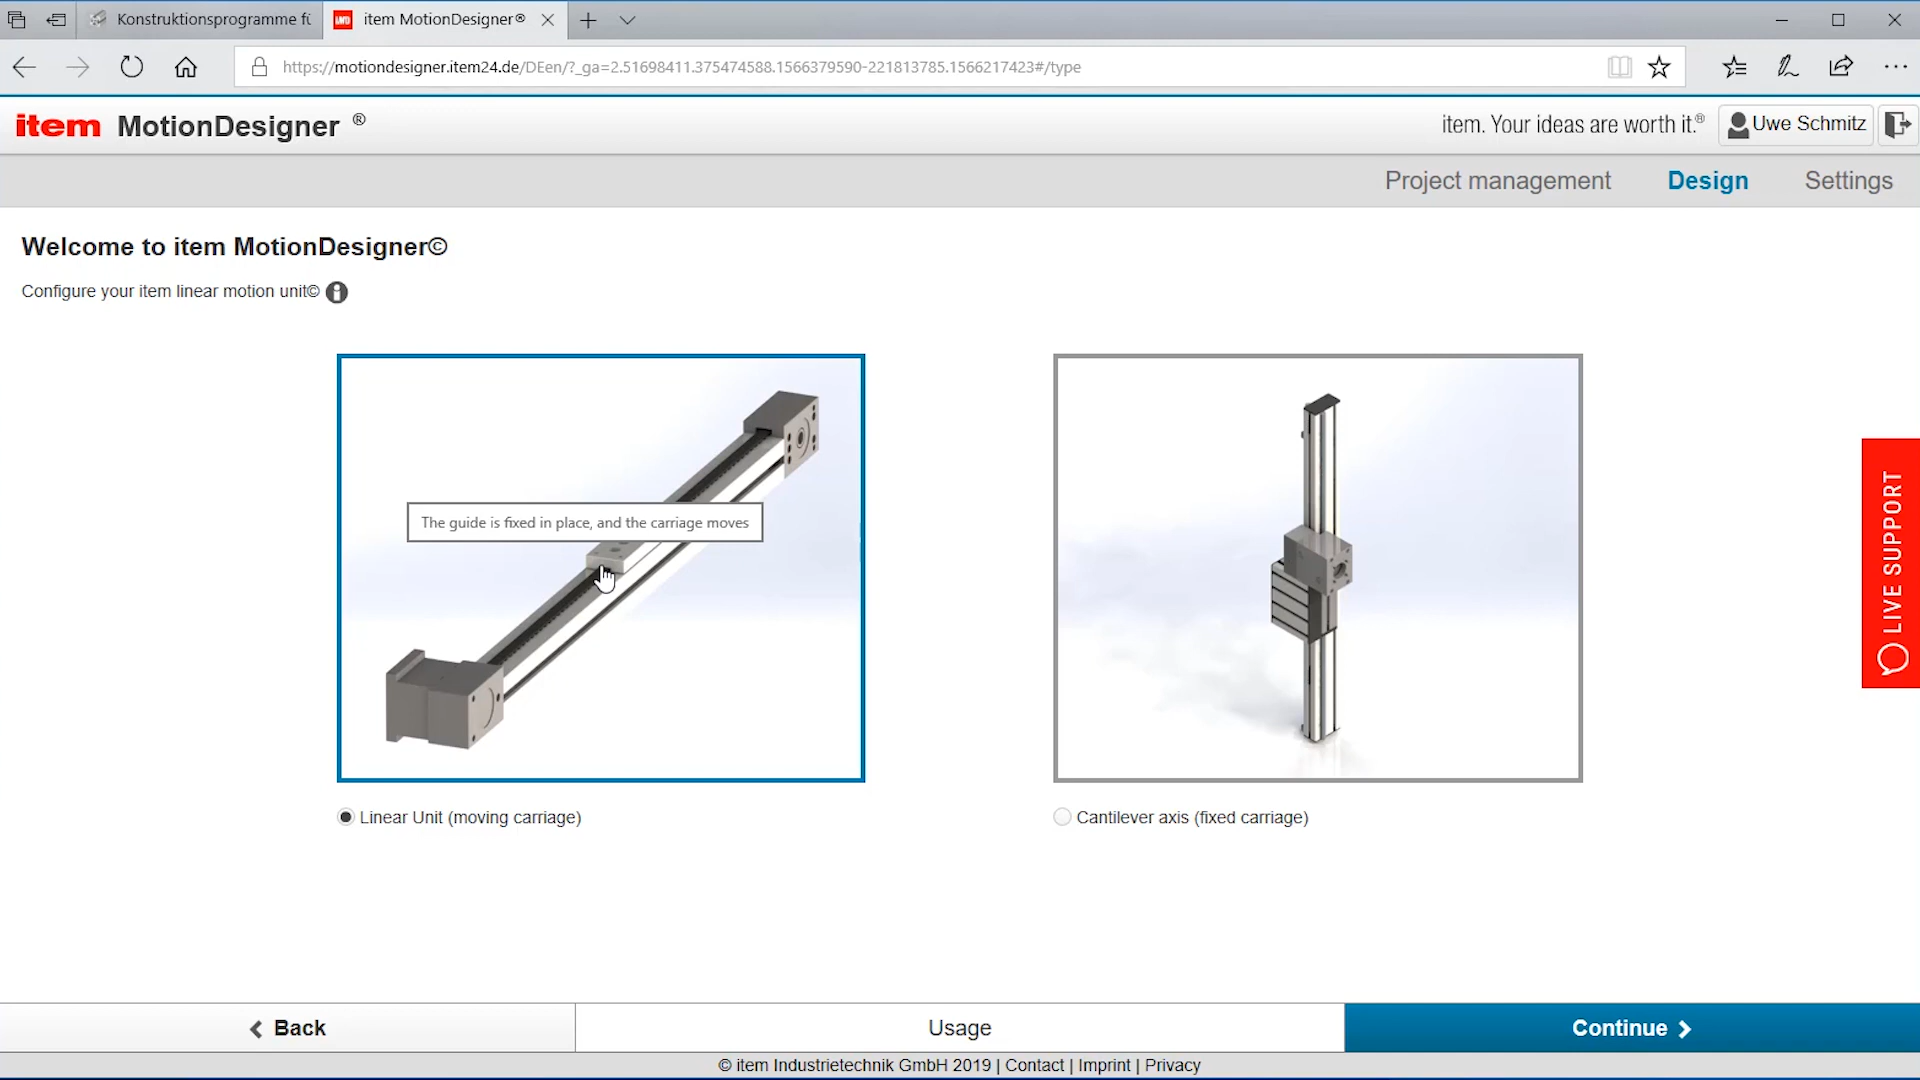 Konstruktionsprogramme fü
item MotionDesigner®
https://motiondesigner.item24.de/DEen/?_ga=2.51698411.375474588.1566379590-221813785.1566217423#/type
item MotionDesigner ®
item. Your ideas are worth it.®
Uwe Schmitz
Project management
Design
Settings
Welcome to item MotionDesigner©
Configure your item linear motion unit©
The guide is fixed in place, and the carriage moves
LIVE SUPPORT
Linear Unit (moving carriage)
Cantilever axis (fixed carriage)
Back
Usage
Continue
© item Industrietechnik GmbH 2019 | Contact | Imprint | Privacy